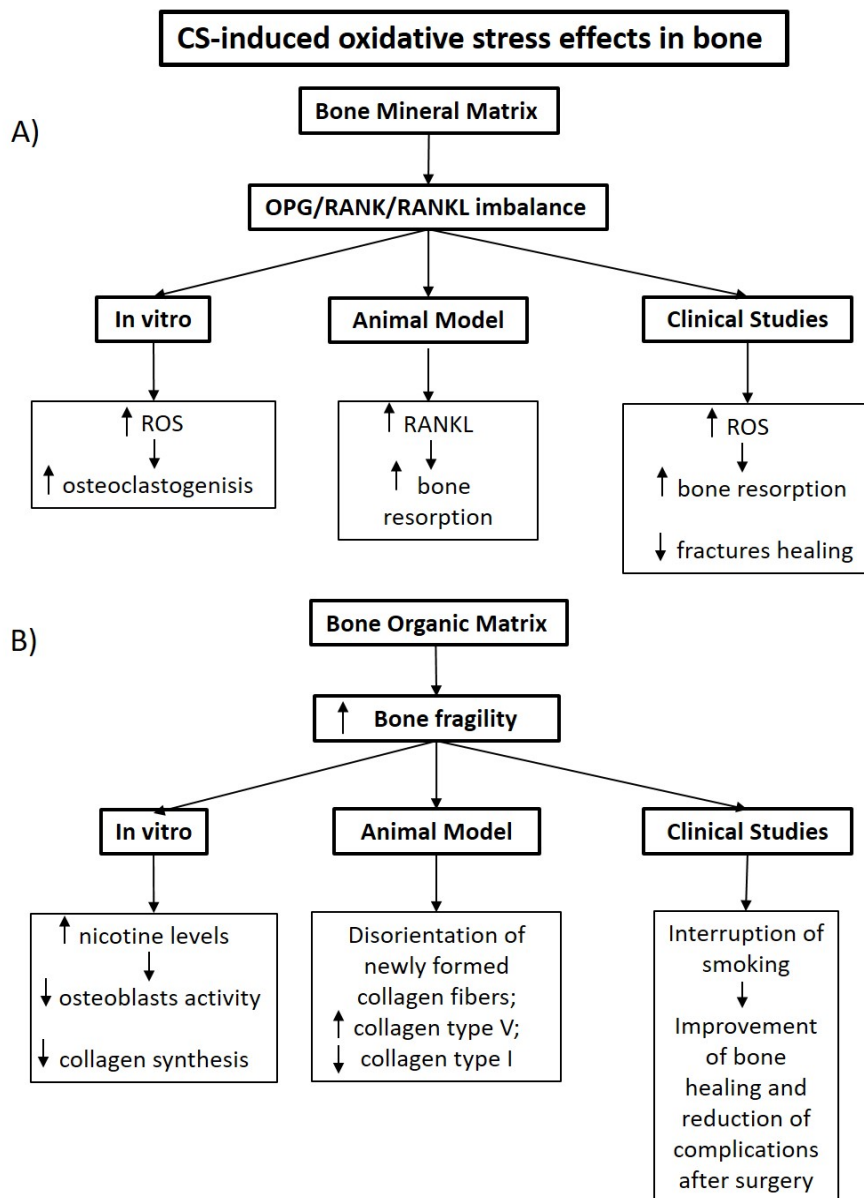 CS-induced oxidative stress effects in bone
A)
Bone Mineral Matrix
OPG/RANK/RANKL imbalance
In vitro
Animal Model
Clinical Studies
↑ ROS
↓
↑ osteoclastogenisis
↑ RANKL
↓
↑ bone
resorption
↑ ROS
↓
↑ bone resorption
↓ fractures healing
B)
Bone Organic Matrix
↑ Bone fragility
In vitro
Animal Model
Clinical Studies
↑ nicotine levels
↓
↓ osteoblasts activity
↓ collagen synthesis
Disorientation of
newly formed
collagen fibers;
↑ collagen type V;
↓ collagen type I
Interruption of
smoking
↓
Improvement
of bone
healing and
reduction of
complications
after surgery